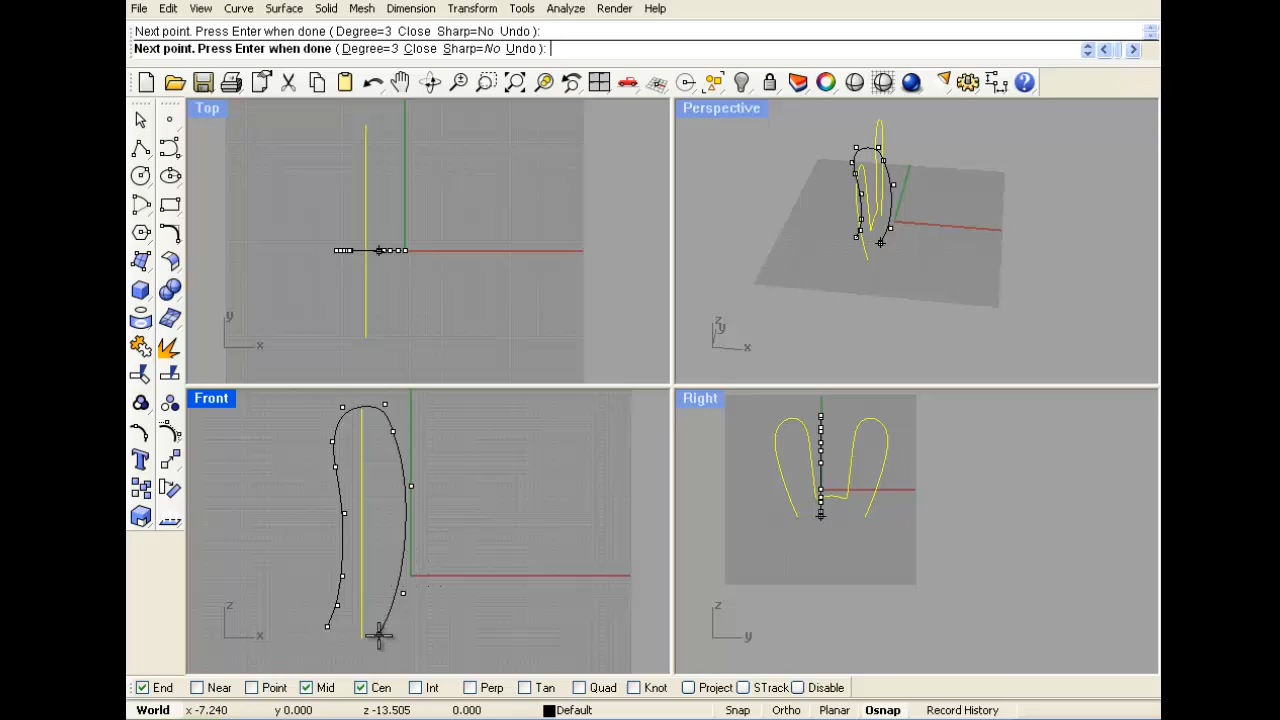 File Edit View Curve Surface Solid Mesh Dimension Transform Tools Analyze Render Help
Next point. Press Enter when done ( Degree=3 Close Sharp=No Undo ):
Next point. Press Enter when done ( Degree=3 Close Sharp=No Undo ):
Top
Perspective
y
x
z
y
x
Front
Right
z
x
z
y
End Near Point Mid Cen Int Perp Tan Quad Knot Project STrack Disable
World x -7.240 y 0.000 z -13.505 0.000 Default Snap Ortho Planar Osnap Record History